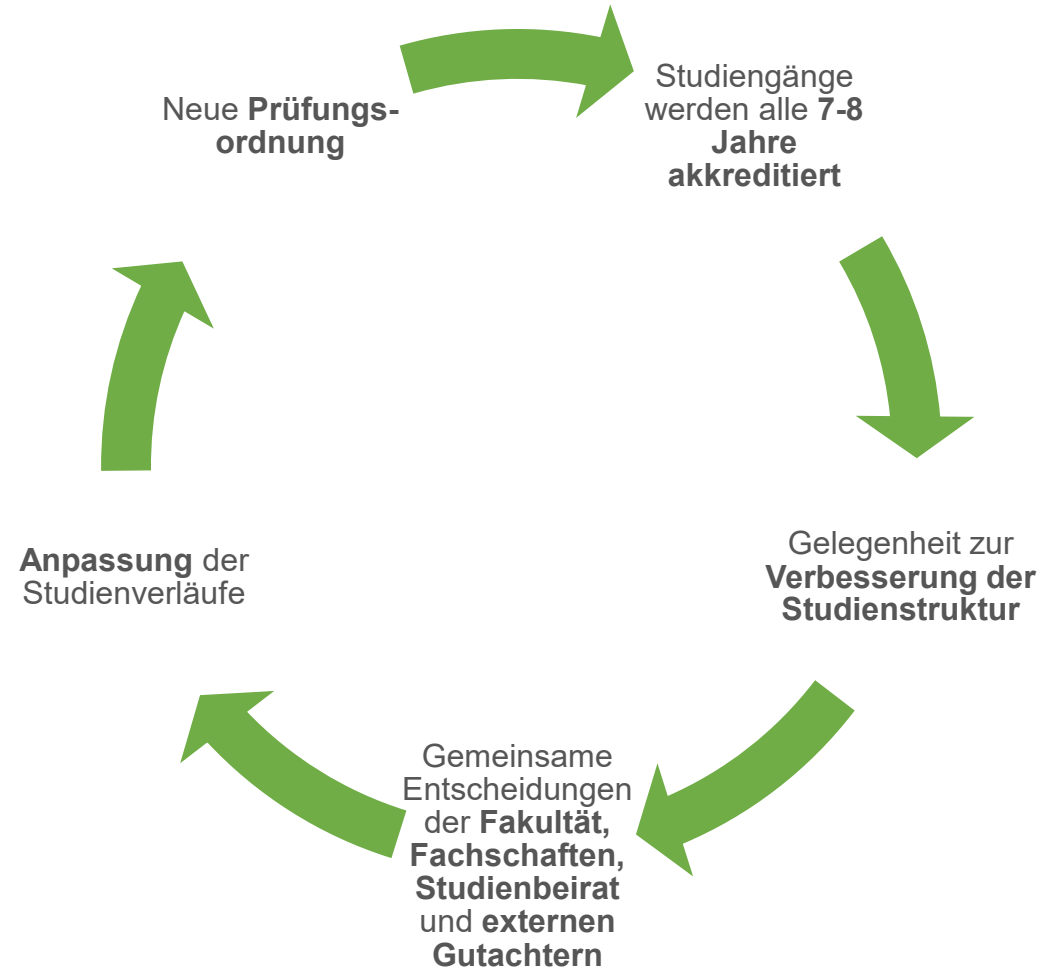 Neue Prüfungs-
ordnung
Studiengänge
werden alle 7-8
Jahre
akkreditiert
Gelegenheit zur
Verbesserung der
Studienstruktur
Gemeinsame
Entscheidungen
der Fakultät,
Fachschaften,
Studienbeirat
und externen
Gutachtern
Anpassung der
Studienverläufe